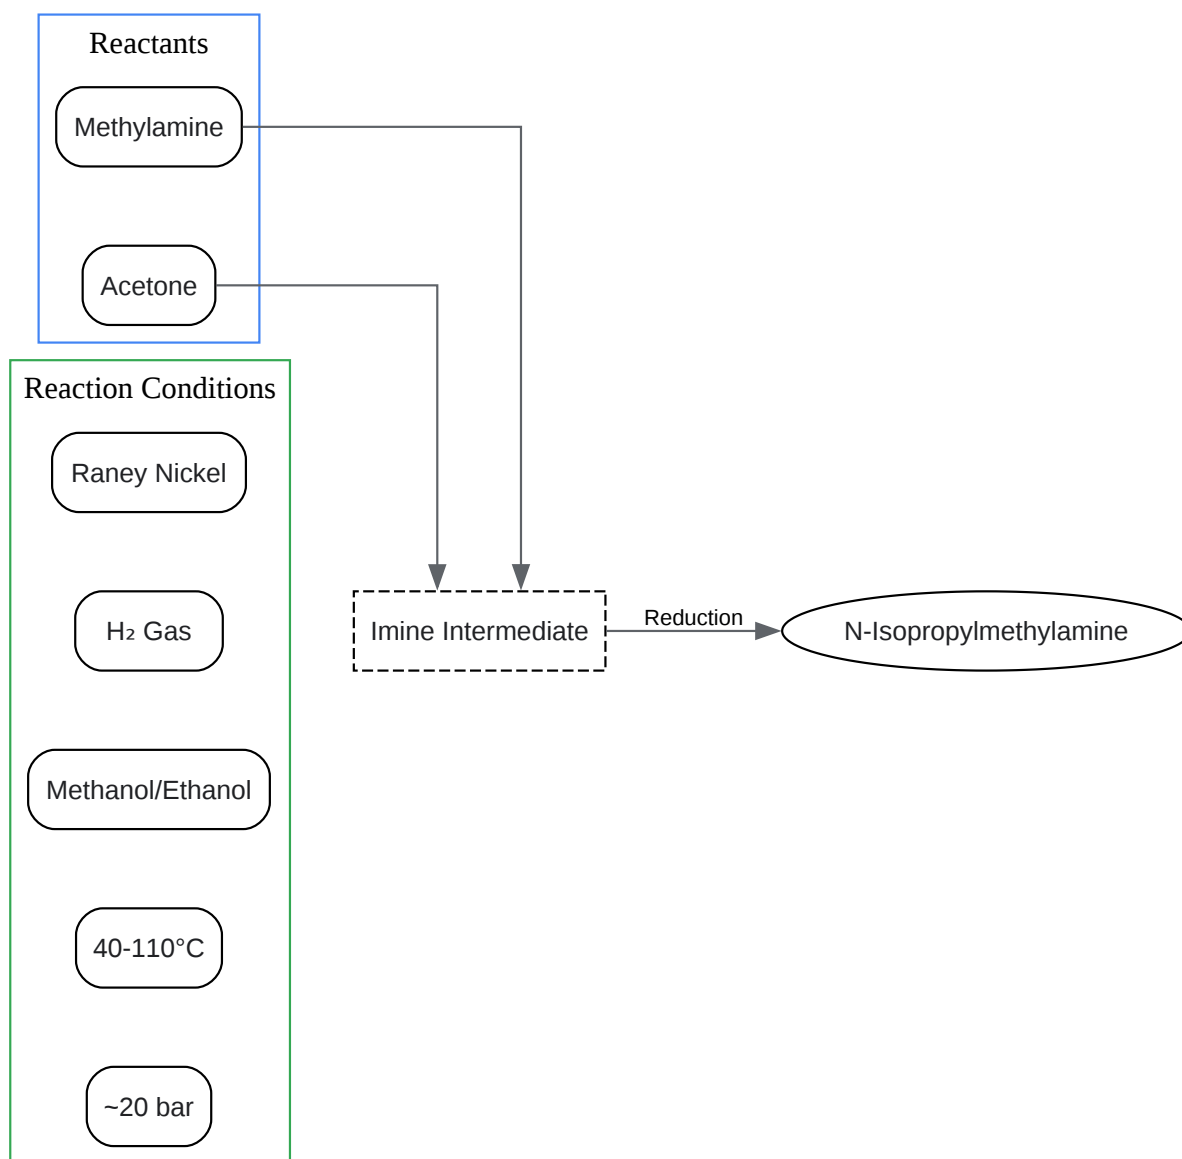 Reactants
Methylamine
Acetone
Reaction Conditions
Raney Nickel
H₂ Gas
Methanol/Ethanol
40-110°C
~20 bar
Imine Intermediate
Reduction
N-Isopropylmethylamine